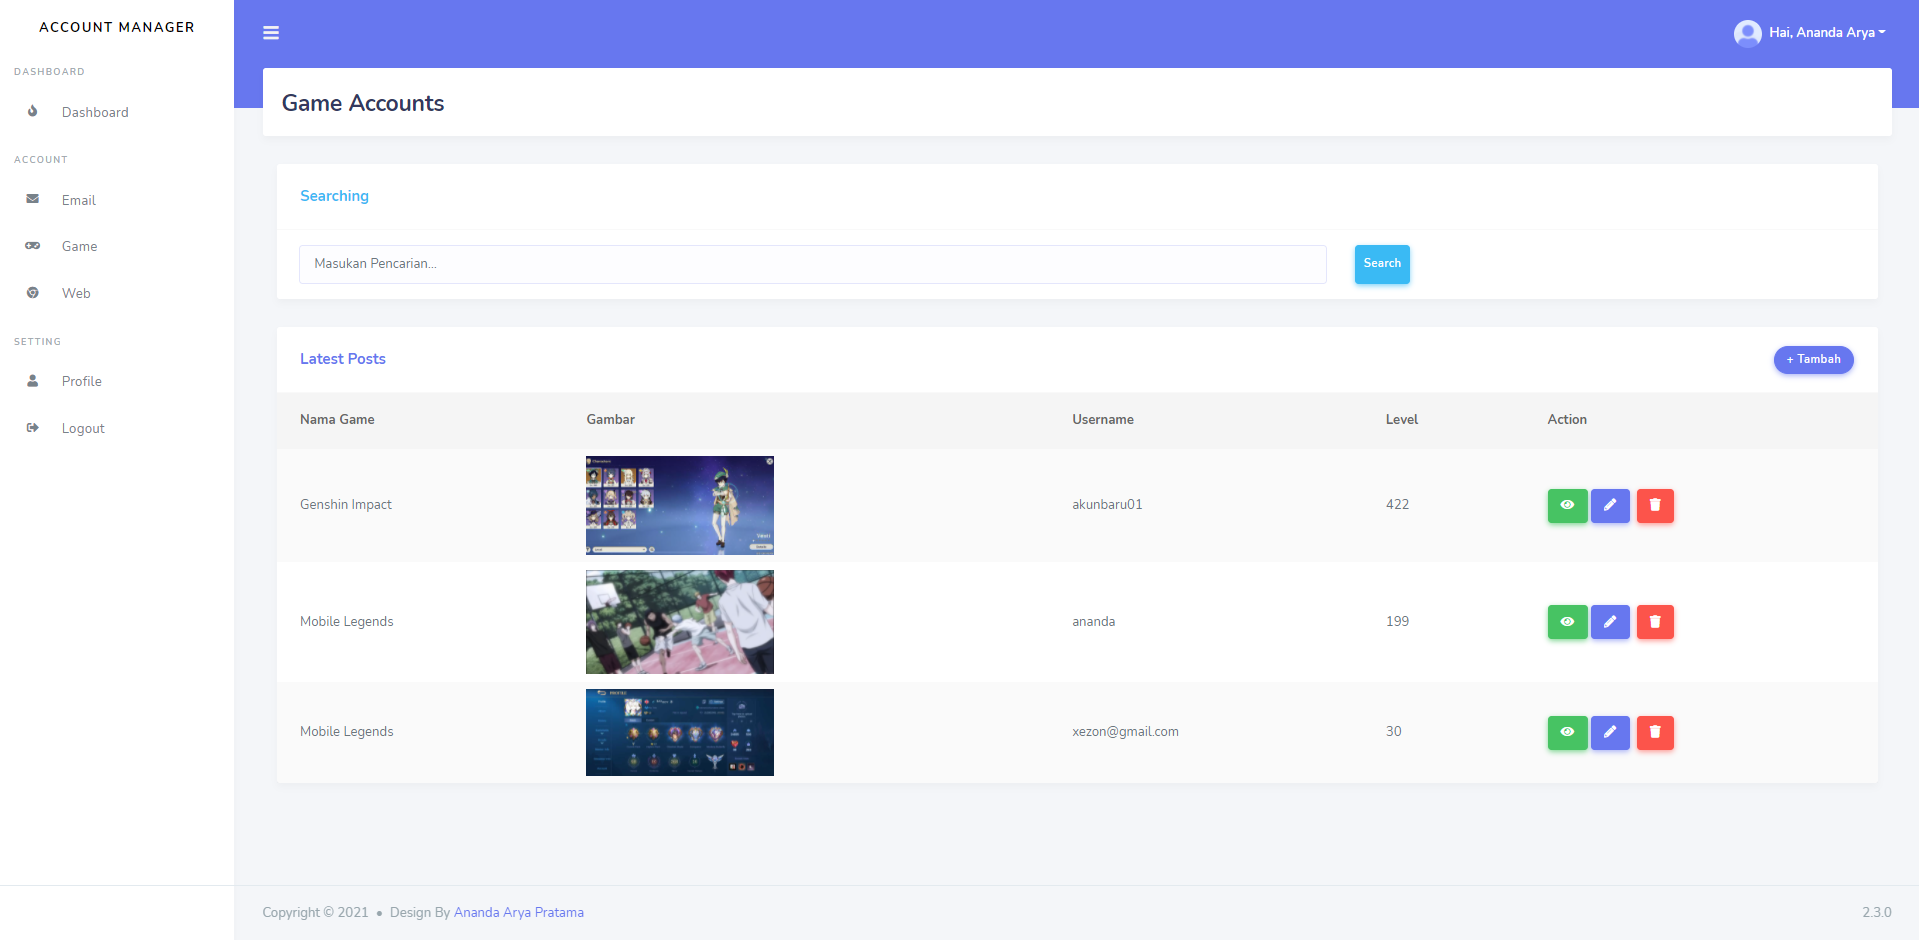 ACCOUNT MANAGER
Hai, Ananda Arya
DASHBOARD
Dashboard
ACCOUNT
Email
Game
Web
SETTING
Profile
Logout
Game Accounts
Searching
Masukan Pencarian...
Search
Latest Posts
+ Tambah
Nama Game Gambar Username Level Action
Genshin Impact akunbaru01 422
Mobile Legends ananda 199
Mobile Legends xezon@gmail.com 30
Copyright © 2021 • Design By Ananda Arya Pratama
2.3.0